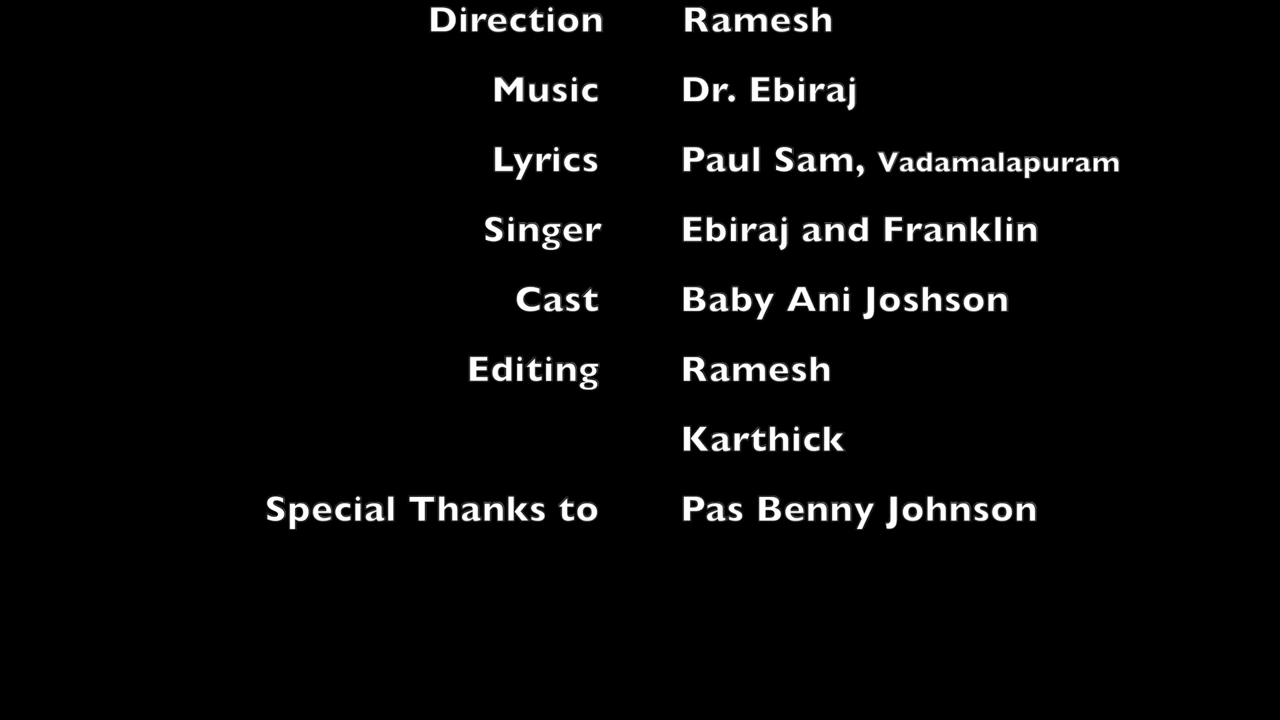 Direction Ramesh
Music Dr. Ebiraj
Lyrics Paul Sam, Vadamalapuram
Singer Ebiraj and Franklin
Cast Baby Ani Joshson
Editing Ramesh
Karthick
Special Thanks to Pas Benny Johnson